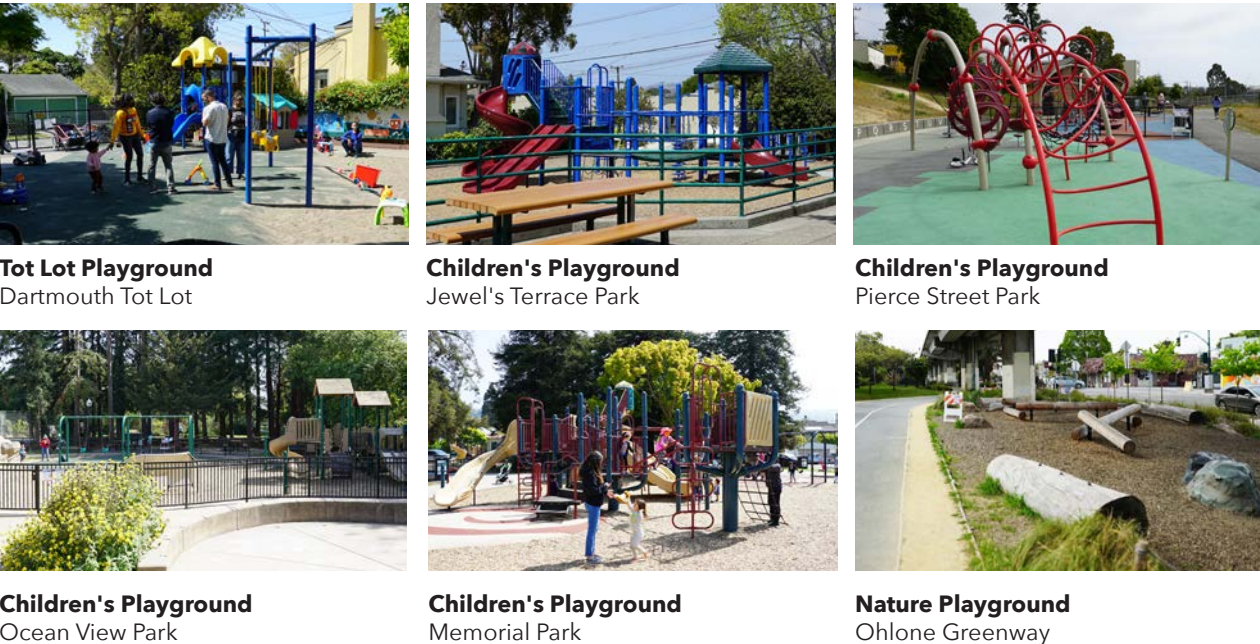 Tot Lot Playground
Dartmouth Tot Lot
Children's Playground
Jewel's Terrace Park
Children's Playground
Pierce Street Park
Children's Playground
Ocean View Park
Children's Playground
Memorial Park
Nature Playground
Ohlone Greenway